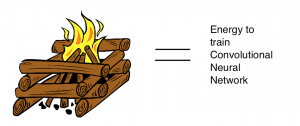 Energy to
train
Convolutional
Neural
Network